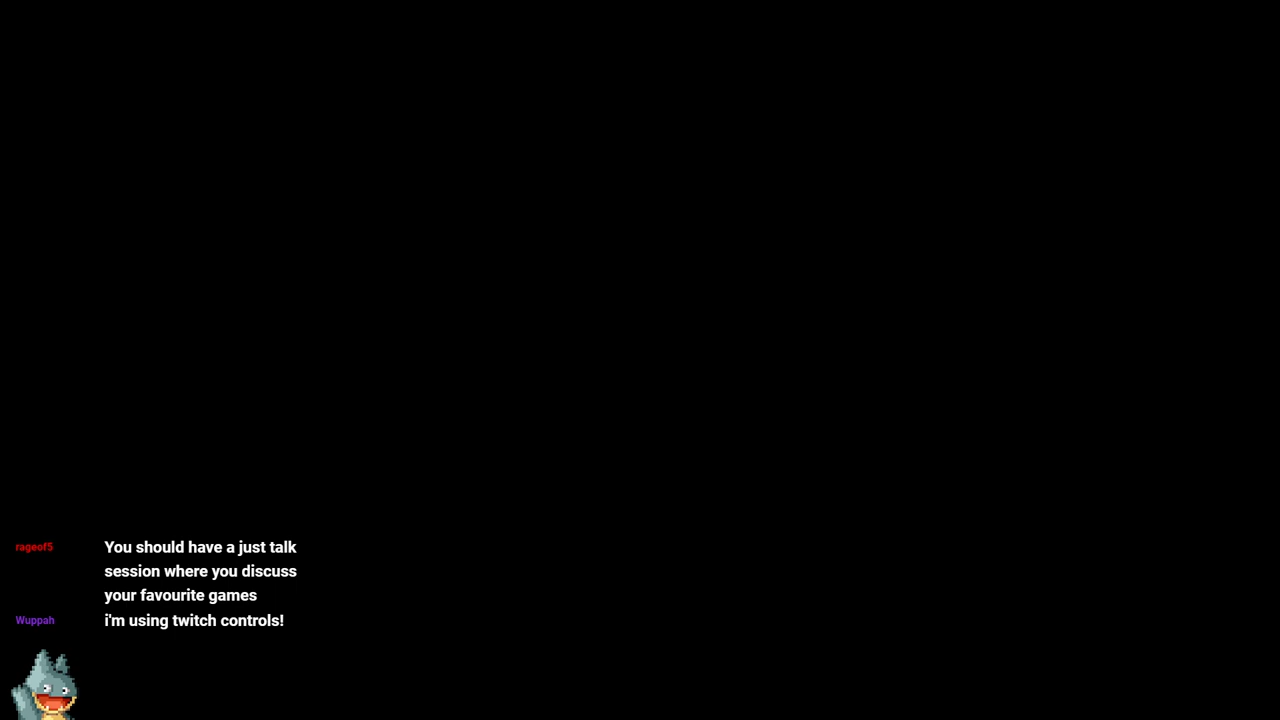 rageof5 You should have a just talk
session where you discuss
your favourite games
Wuppah i'm using twitch controls!